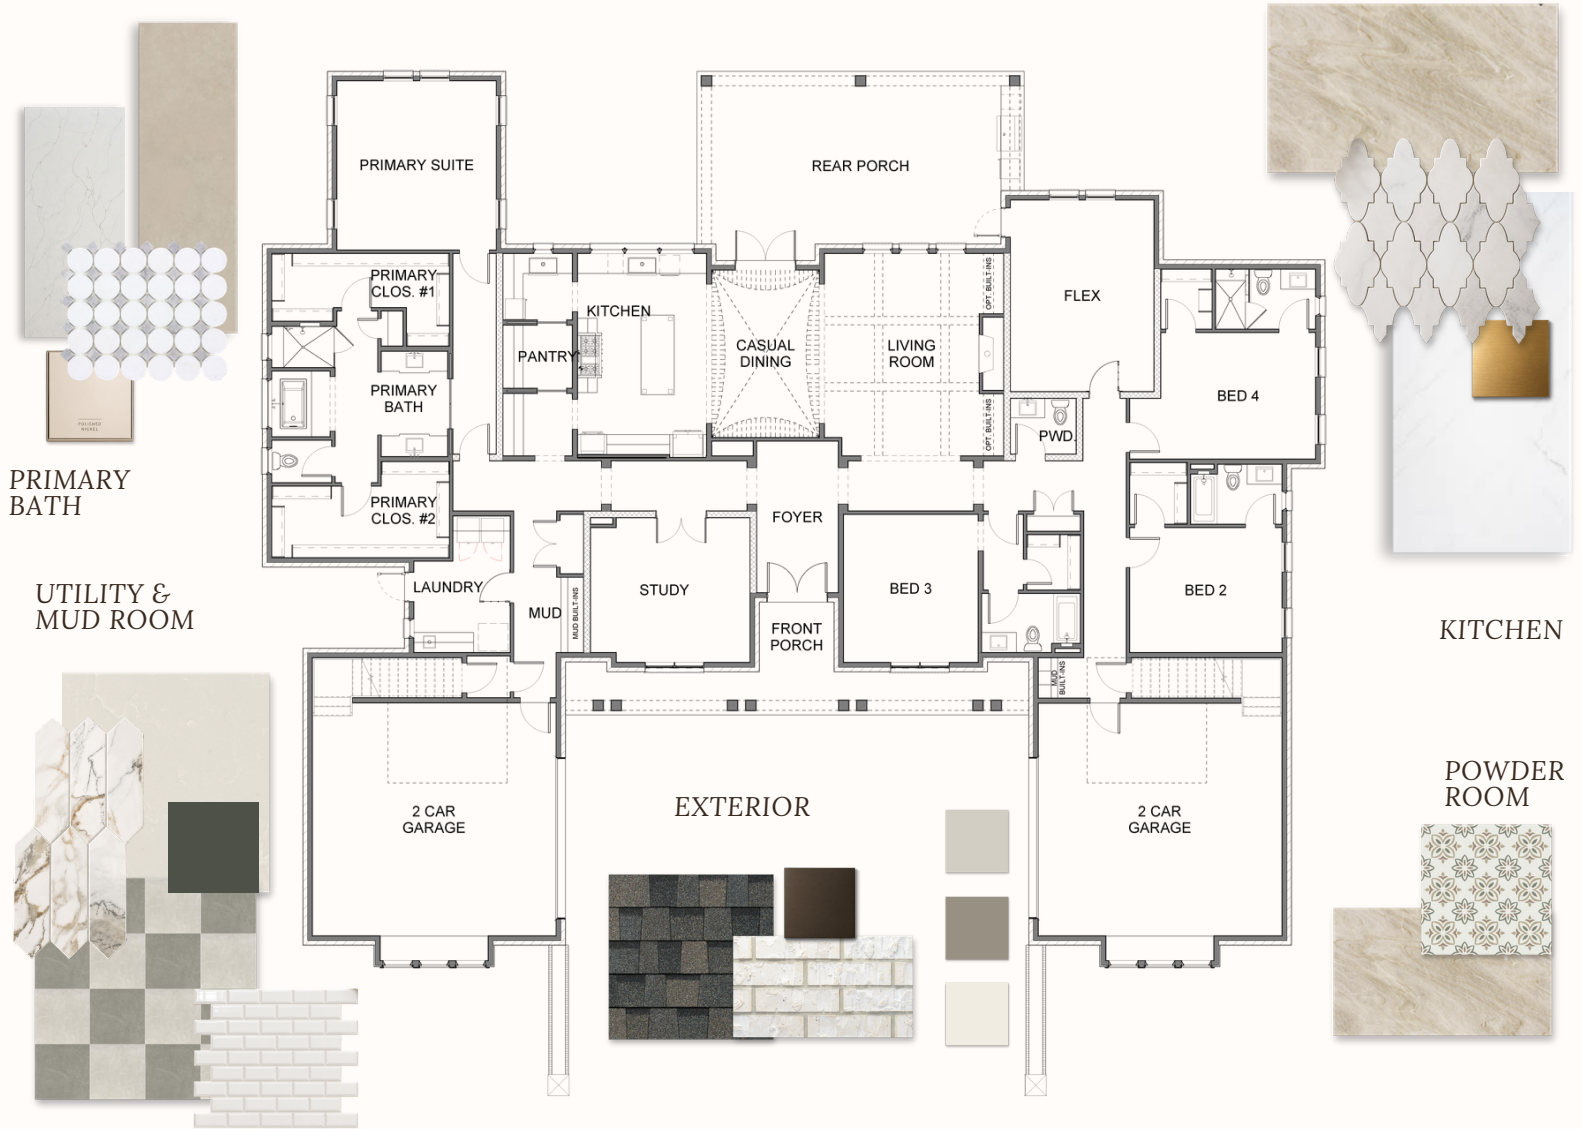 PRIMARY SUITE
REAR PORCH
PRIMARY
CLOS. #1
KITCHEN
PANTRY
CASUAL
DINING
LIVING
ROOM
OPT. BUILT-INS
OPT. BUILT-INS
FLEX
BED 4
PWD.
PRIMARY
BATH
PRIMARY
CLOS. #2
FOYER
LAUNDRY
MUD
MUD BUILT-INS
STUDY
FRONT
PORCH
BED 3
BED 2
MUD
BUILT-INS
2 CAR
GARAGE
2 CAR
GARAGE
POLISHED
NICKEL
PRIMARY
BATH
UTILITY &
MUD ROOM
EXTERIOR
KITCHEN
POWDER
ROOM